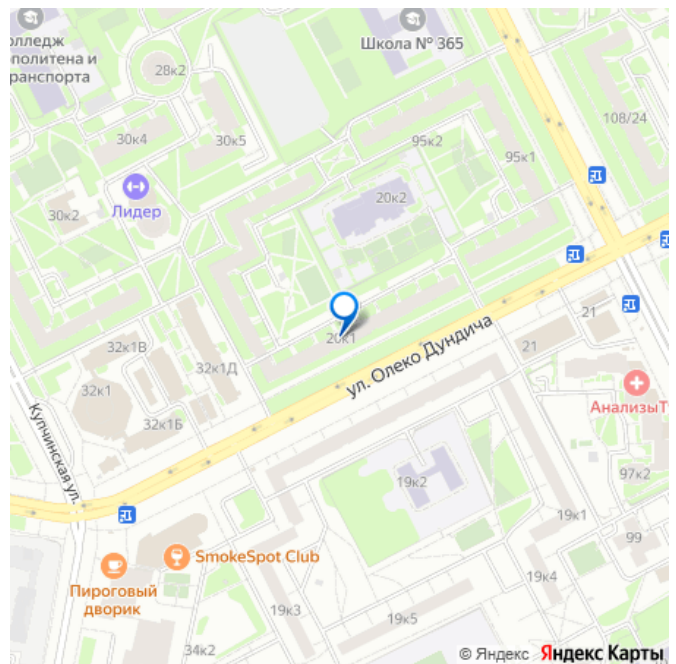 олледж
ополитена и
ранспорта
Школа № 365
28к2
30к4
30к5
95к2
95к1
108/24
20к2
Лидер
30к2
20к1
21
21
32к1В
32к1Д
32к1
32к1Б
ул. Олеко Дундича
Купчинская ул.
АнализыТ
97к2
19к2
19к1
99
SmokeSpot Club
Пироговый
дворик
19к4
19к3
19к5
34к2
© Яндекс Яндекс Карты